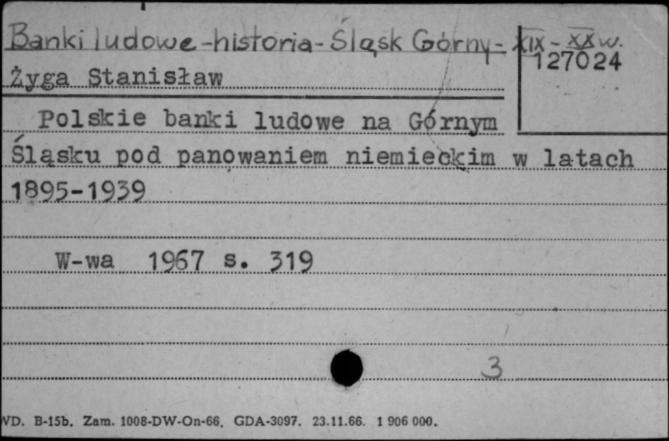 Banki ludowe - historia - Śląsk Górny - XIX - XX w.
127024
Żyga Stanisław
Polskie banki ludowe na Górnym
Śląsku pod panowaniem niemieckim w latach
1895-1939
W-wa 1967 s. 319
3
WD. B-15b. Zam. 1008-DW-On-66. GDA-3097. 23.11.66. 1 906 000.